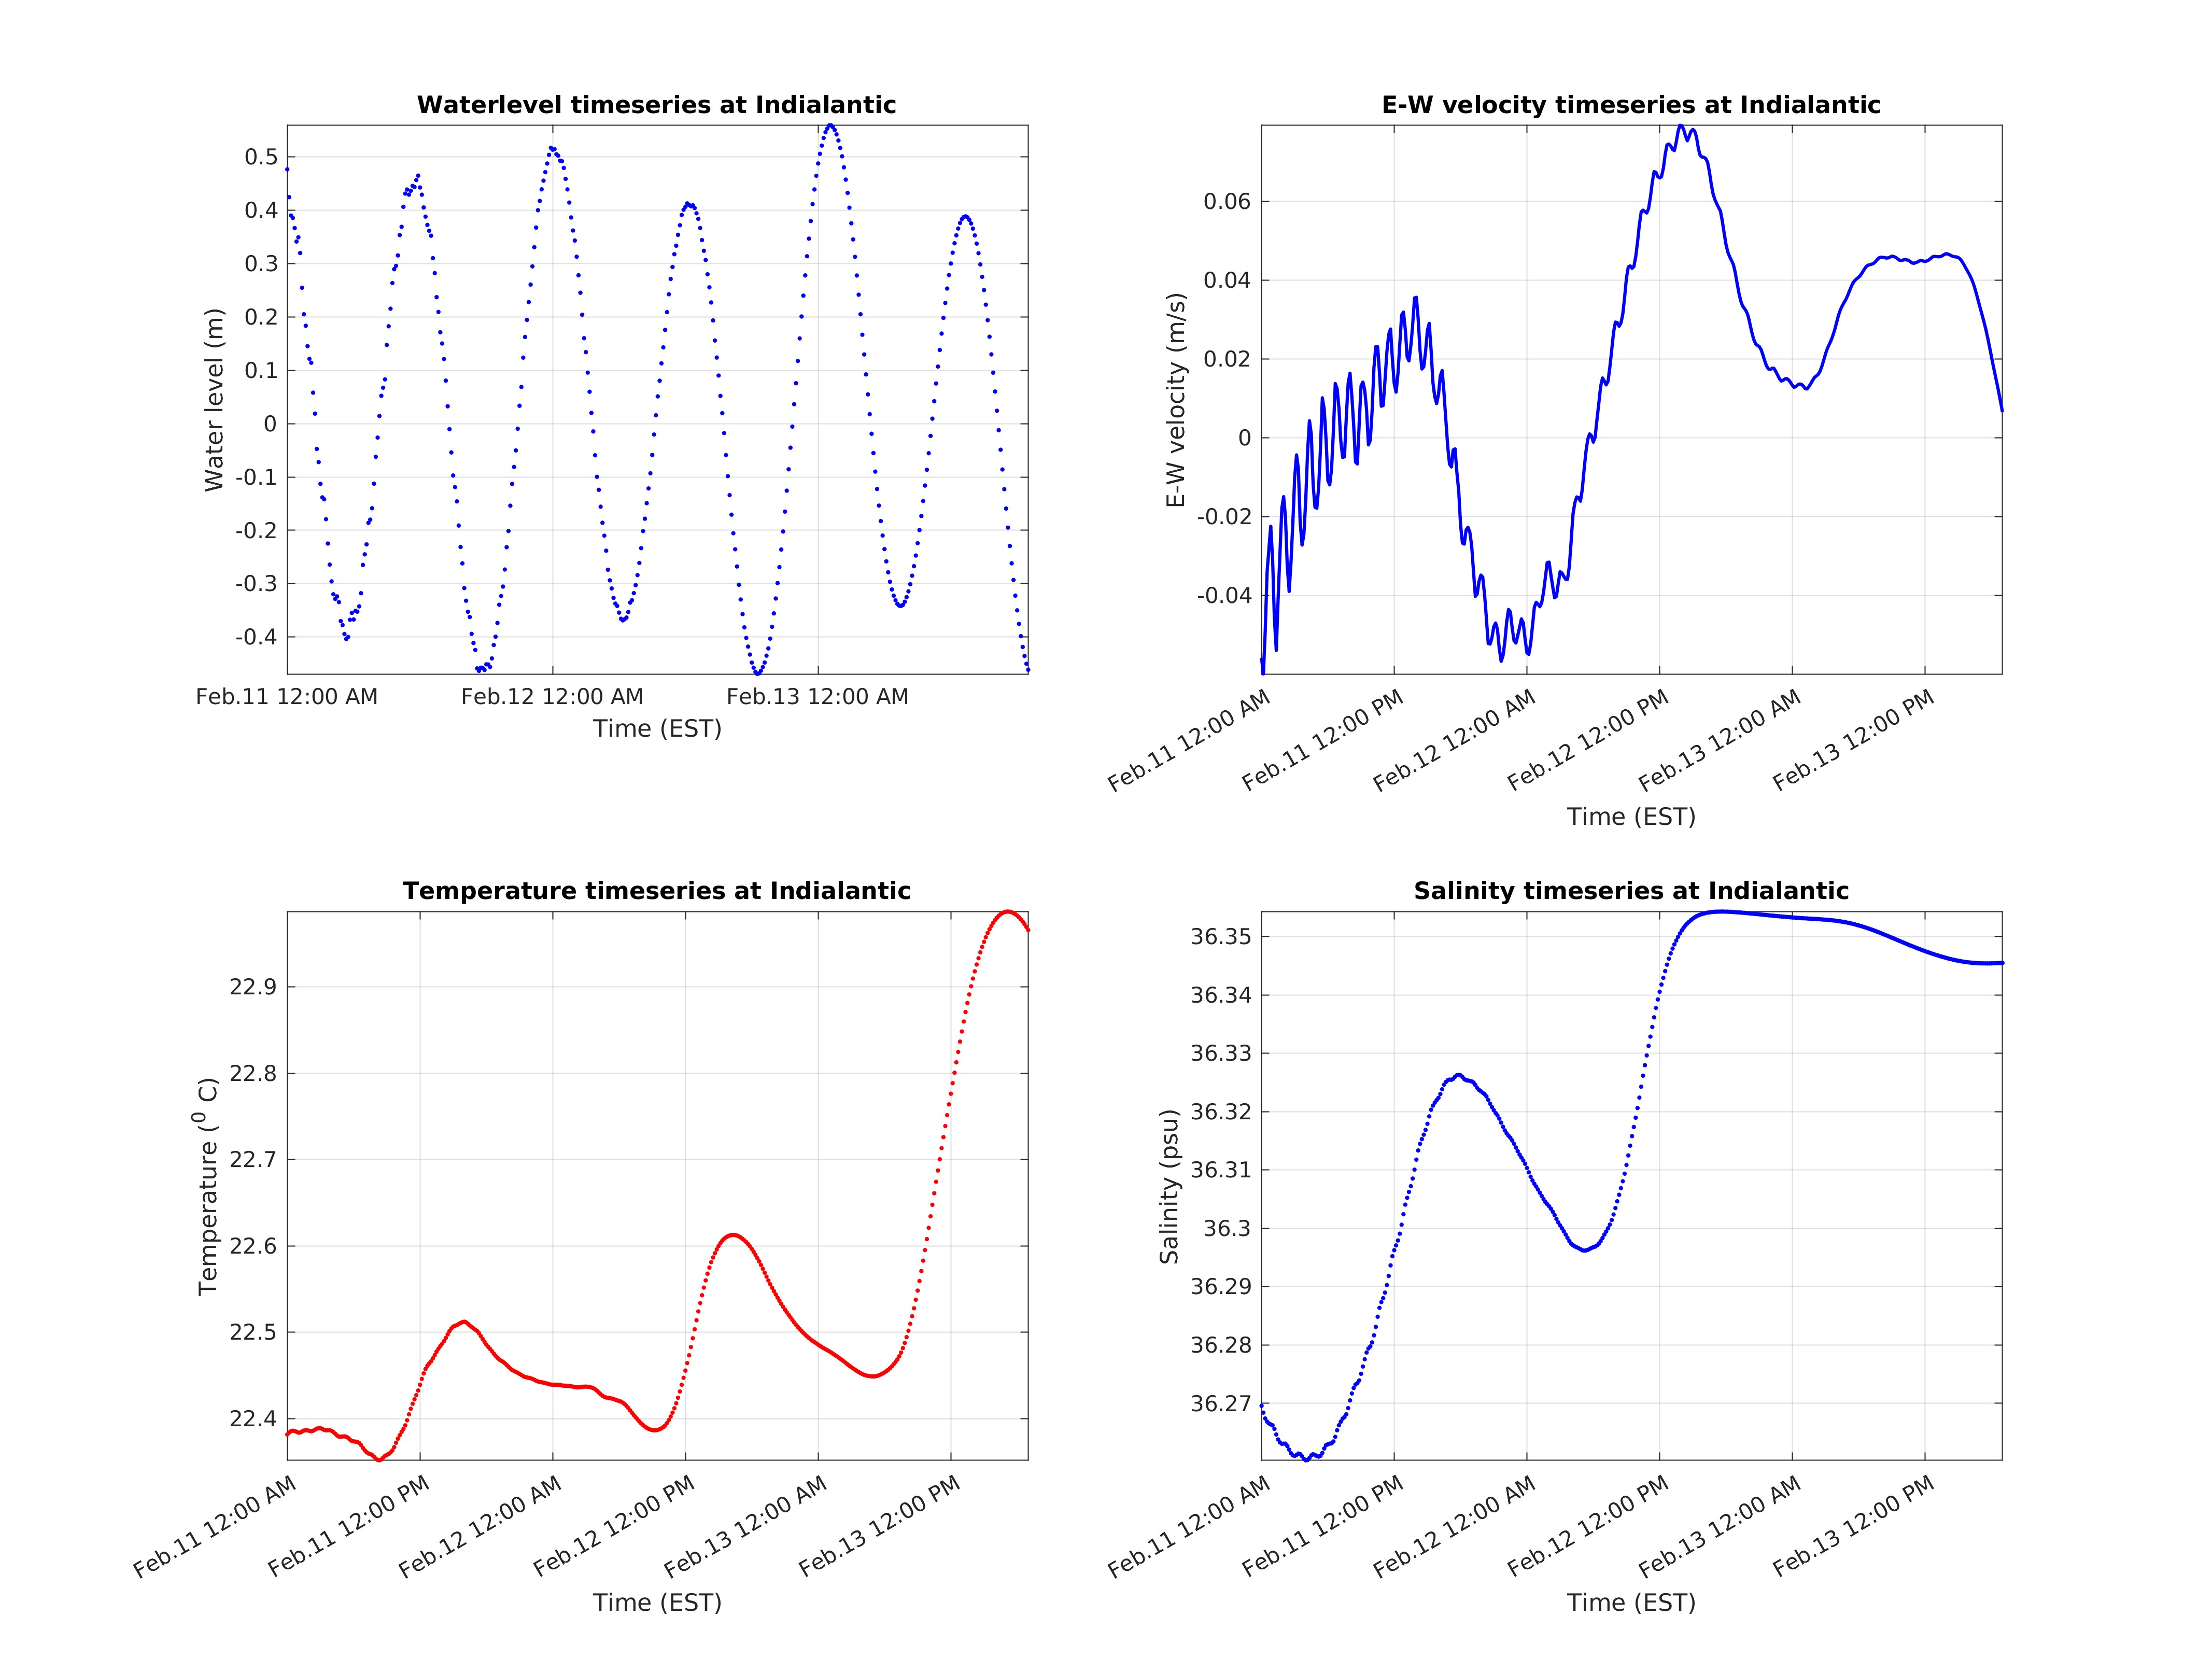 Waterlevel timeseries at Indialantic
Water level (m)
0.5
0.4
0.3
0.2
0.1
0
-0.1
-0.2
-0.3
-0.4
Feb.11 12:00 AM
Feb.12 12:00 AM
Feb.13 12:00 AM
Time (EST)
E-W velocity timeseries at Indialantic
E-W velocity (m/s)
0.06
0.04
0.02
0
-0.02
-0.04
Feb.11 12:00 AM
Feb.11 12:00 PM
Feb.12 12:00 AM
Feb.12 12:00 PM
Feb.13 12:00 AM
Feb.13 12:00 PM
Time (EST)
Temperature timeseries at Indialantic
Temperature (⁰ C)
22.9
22.8
22.7
22.6
22.5
22.4
Feb.11 12:00 AM
Feb.11 12:00 PM
Feb.12 12:00 AM
Feb.12 12:00 PM
Feb.13 12:00 AM
Feb.13 12:00 PM
Time (EST)
Salinity timeseries at Indialantic
Salinity (psu)
36.35
36.34
36.33
36.32
36.31
36.3
36.29
36.28
36.27
Feb.11 12:00 AM
Feb.11 12:00 PM
Feb.12 12:00 AM
Feb.12 12:00 PM
Feb.13 12:00 AM
Feb.13 12:00 PM
Time (EST)